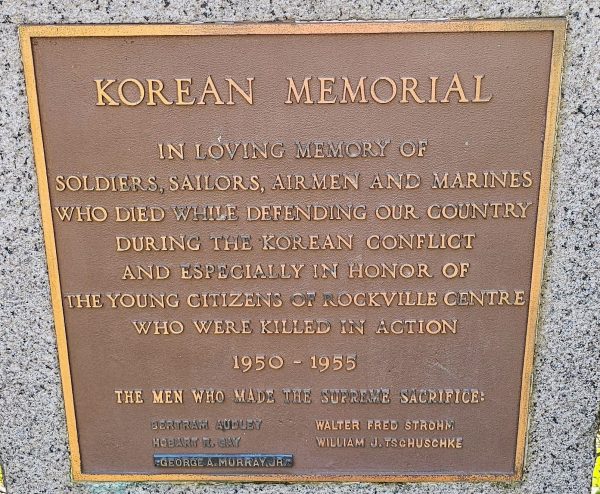 KOREAN MEMORIAL
IN LOVING MEMORY OF
SOLDIERS, SAILORS, AIRMEN AND MARINES
WHO DIED WHILE DEFENDING OUR COUNTRY
DURING THE KOREAN CONFLICT
AND ESPECIALLY IN HONOR OF
THE YOUNG CITIZENS OF ROCKVILLE CENTRE
WHO WERE KILLED IN ACTION
1950 - 1955
THE MEN WHO MADE THE SUPREME SACRIFICE:
BERTRAM AUDLEY
HOBART R. GAY
GEORGE A. MURRAY, JR.
WALTER FRED STROHM
WILLIAM J. TSCHUSCHKE